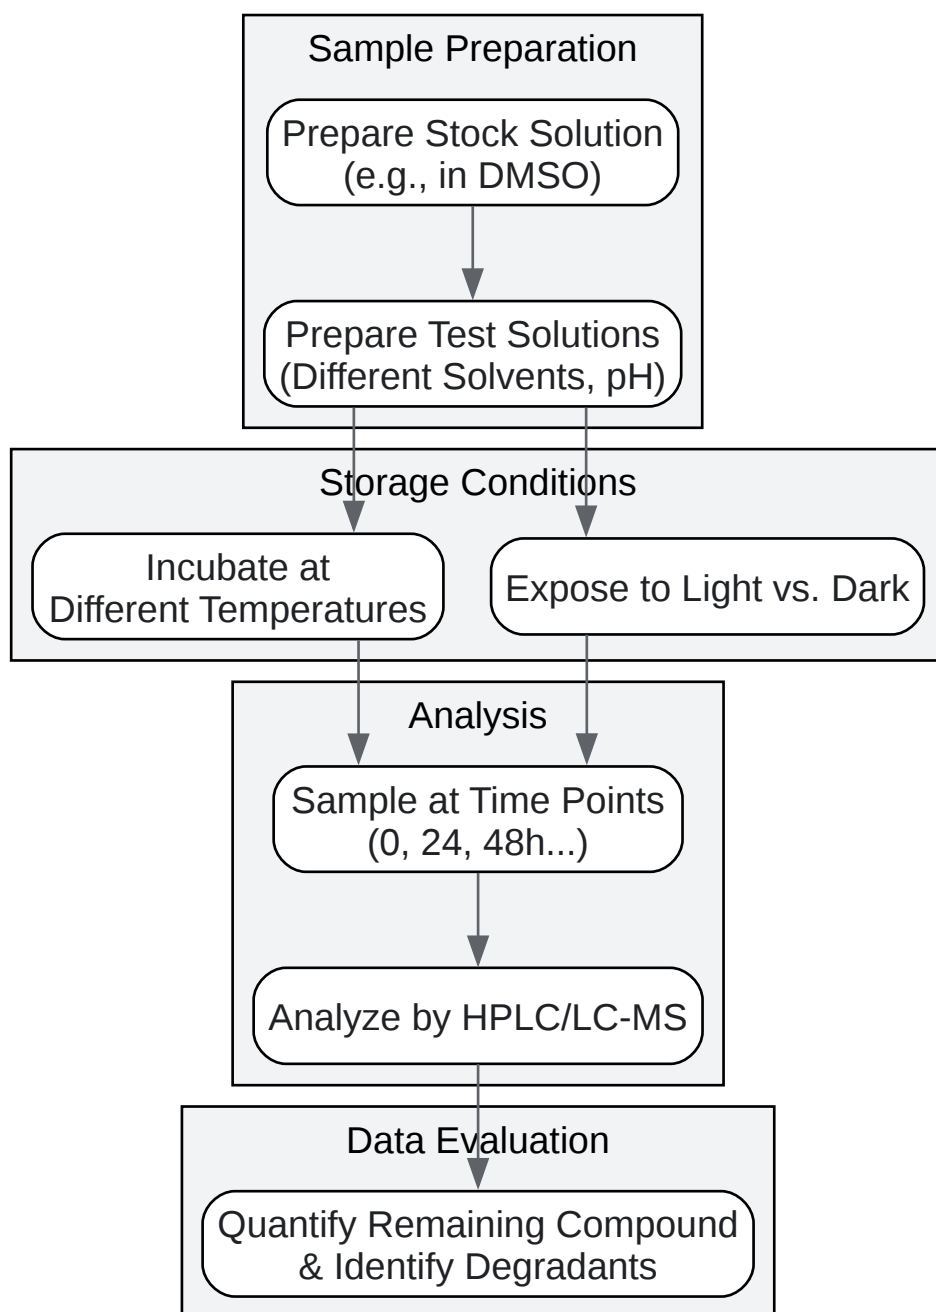 Sample Preparation
Prepare Stock Solution
(e.g., in DMSO)
Prepare Test Solutions
(Different Solvents, pH)
Storage Conditions
Incubate at
Different Temperatures
Expose to Light vs. Dark
Analysis
Sample at Time Points
(0, 24, 48h...)
Analyze by HPLC/LC-MS
Data Evaluation
Quantify Remaining Compound
& Identify Degradants